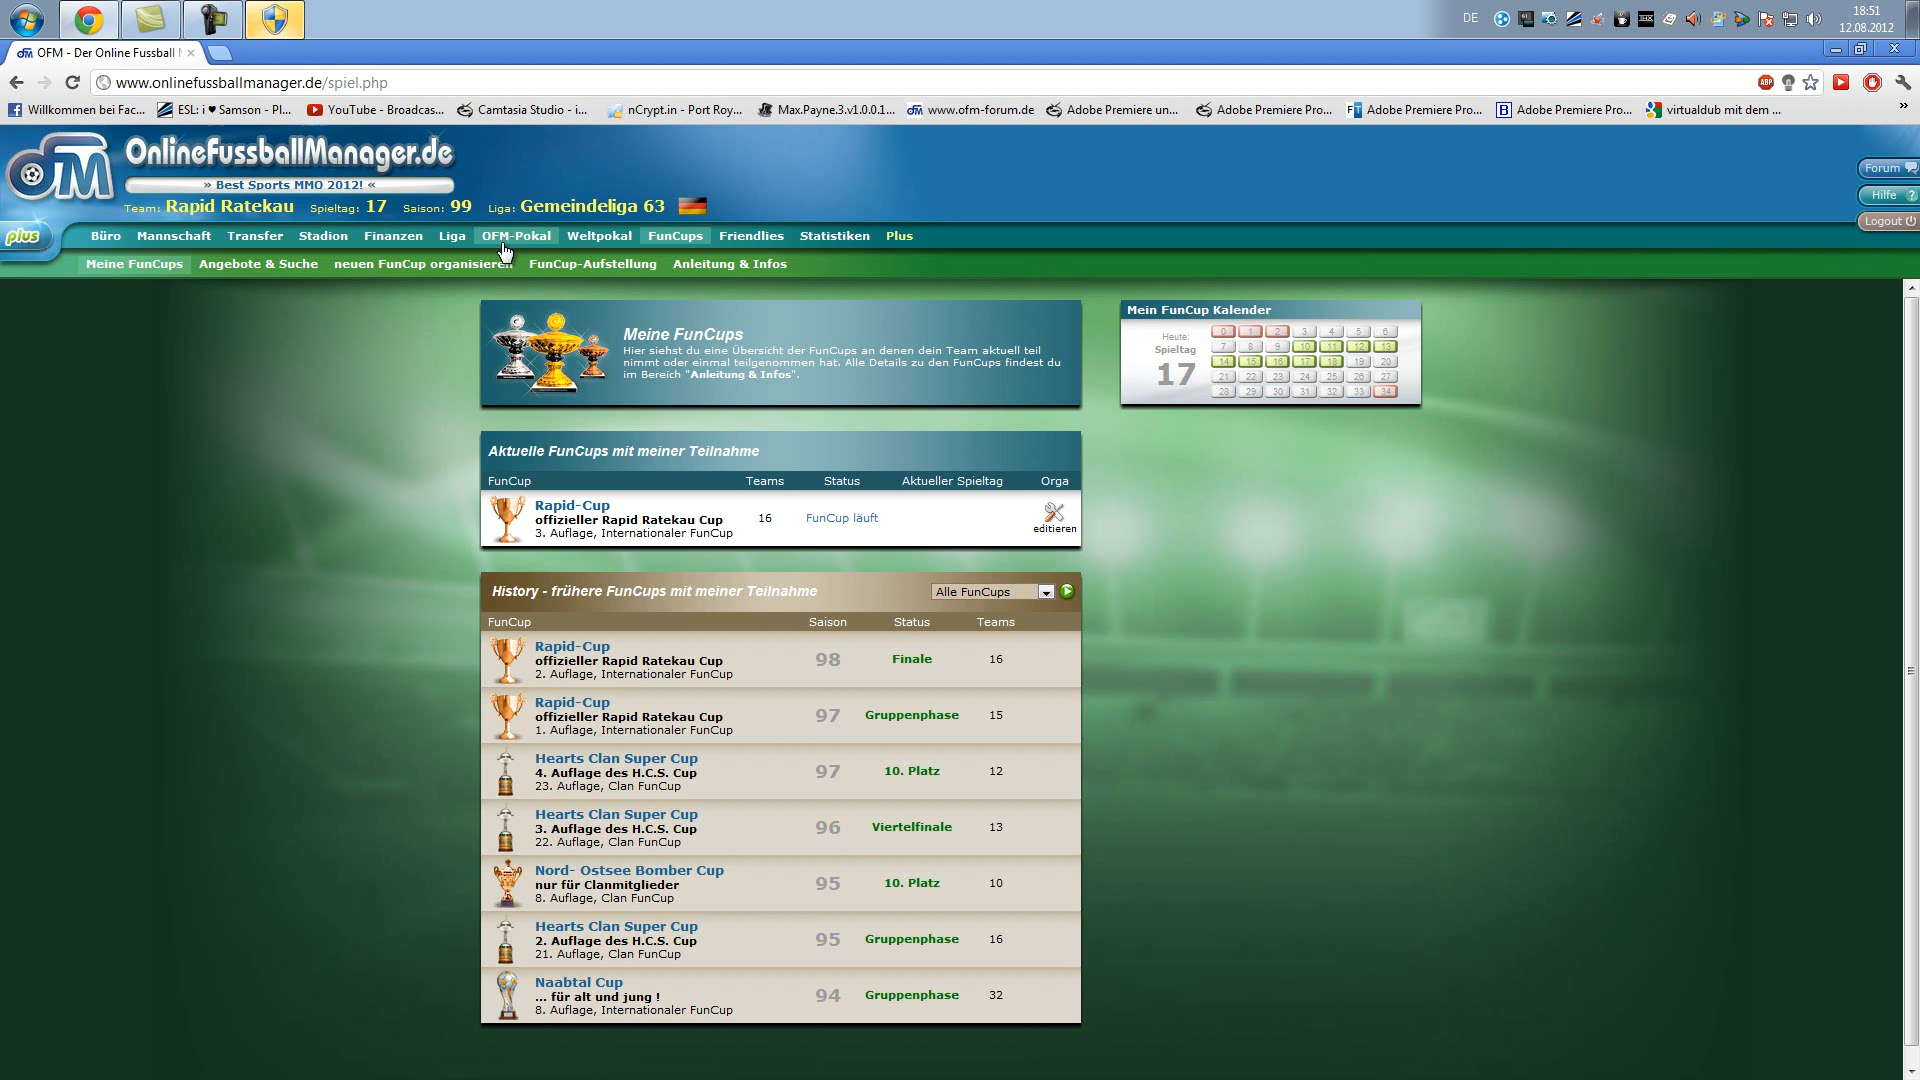 DE
18:51
12.08.2012
OFM - Der Online Fussball
www.onlinefussballmanager.de/spiel.php
ABP
Willkommen bei Fac...
ESL: i ♥ Samson - Pl...
YouTube - Broadcas...
Camtasia Studio - i...
nCrypt.in - Port Roy...
Max.Payne.3.v1.0.0.1...
www.ofm-forum.de
Adobe Premiere un...
Adobe Premiere Pro...
Adobe Premiere Pro...
Adobe Premiere Pro...
virtualdub mit dem ...
»
OFM
OnlineFussballManager.de
» Best Sports MMO 2012! «
Team: Rapid Ratekau Spieltag: 17 Saison: 99 Liga: Gemeindeliga 63
Forum
Hilfe ?
Logout
plus
Büro Mannschaft Transfer Stadion Finanzen Liga OFM-Pokal Weltpokal FunCups Friendlies Statistiken Plus
Meine FunCups Angebote & Suche neuen FunCup organisieren FunCup-Aufstellung Anleitung & Infos
Meine FunCups
Hier siehst du eine Übersicht der FunCups an denen dein Team aktuell teil
nimmt oder einmal teilgenommen hat. Alle Details zu den FunCups findest du
im Bereich "Anleitung & Infos".
Mein FunCup Kalender
Heute:
Spieltag
17
0 1 2 3 4 5 6
7 8 9 10 11 12 13
14 15 16 17 18 19 20
21 22 23 24 25 26 27
28 29 30 31 32 33 34
Aktuelle FunCups mit meiner Teilnahme
FunCup Teams Status Aktueller Spieltag Orga
Rapid-Cup
offizieller Rapid Ratekau Cup 16 FunCup läuft
3. Auflage, Internationaler FunCup editieren
History - frühere FunCups mit meiner Teilnahme Alle FunCups
FunCup Saison Status Teams
Rapid-Cup
offizieller Rapid Ratekau Cup 98 Finale 16
2. Auflage, Internationaler FunCup
Rapid-Cup
offizieller Rapid Ratekau Cup 97 Gruppenphase 15
1. Auflage, Internationaler FunCup
Hearts Clan Super Cup
4. Auflage des H.C.S. Cup 97 10. Platz 12
23. Auflage, Clan FunCup
Hearts Clan Super Cup
3. Auflage des H.C.S. Cup 96 Viertelfinale 13
22. Auflage, Clan FunCup
Nord- Ostsee Bomber Cup
nur für Clanmitglieder 95 10. Platz 10
8. Auflage, Clan FunCup
Hearts Clan Super Cup
2. Auflage des H.C.S. Cup 95 Gruppenphase 16
21. Auflage, Clan FunCup
Naabtal Cup
... für alt und jung ! 94 Gruppenphase 32
8. Auflage, Internationaler FunCup